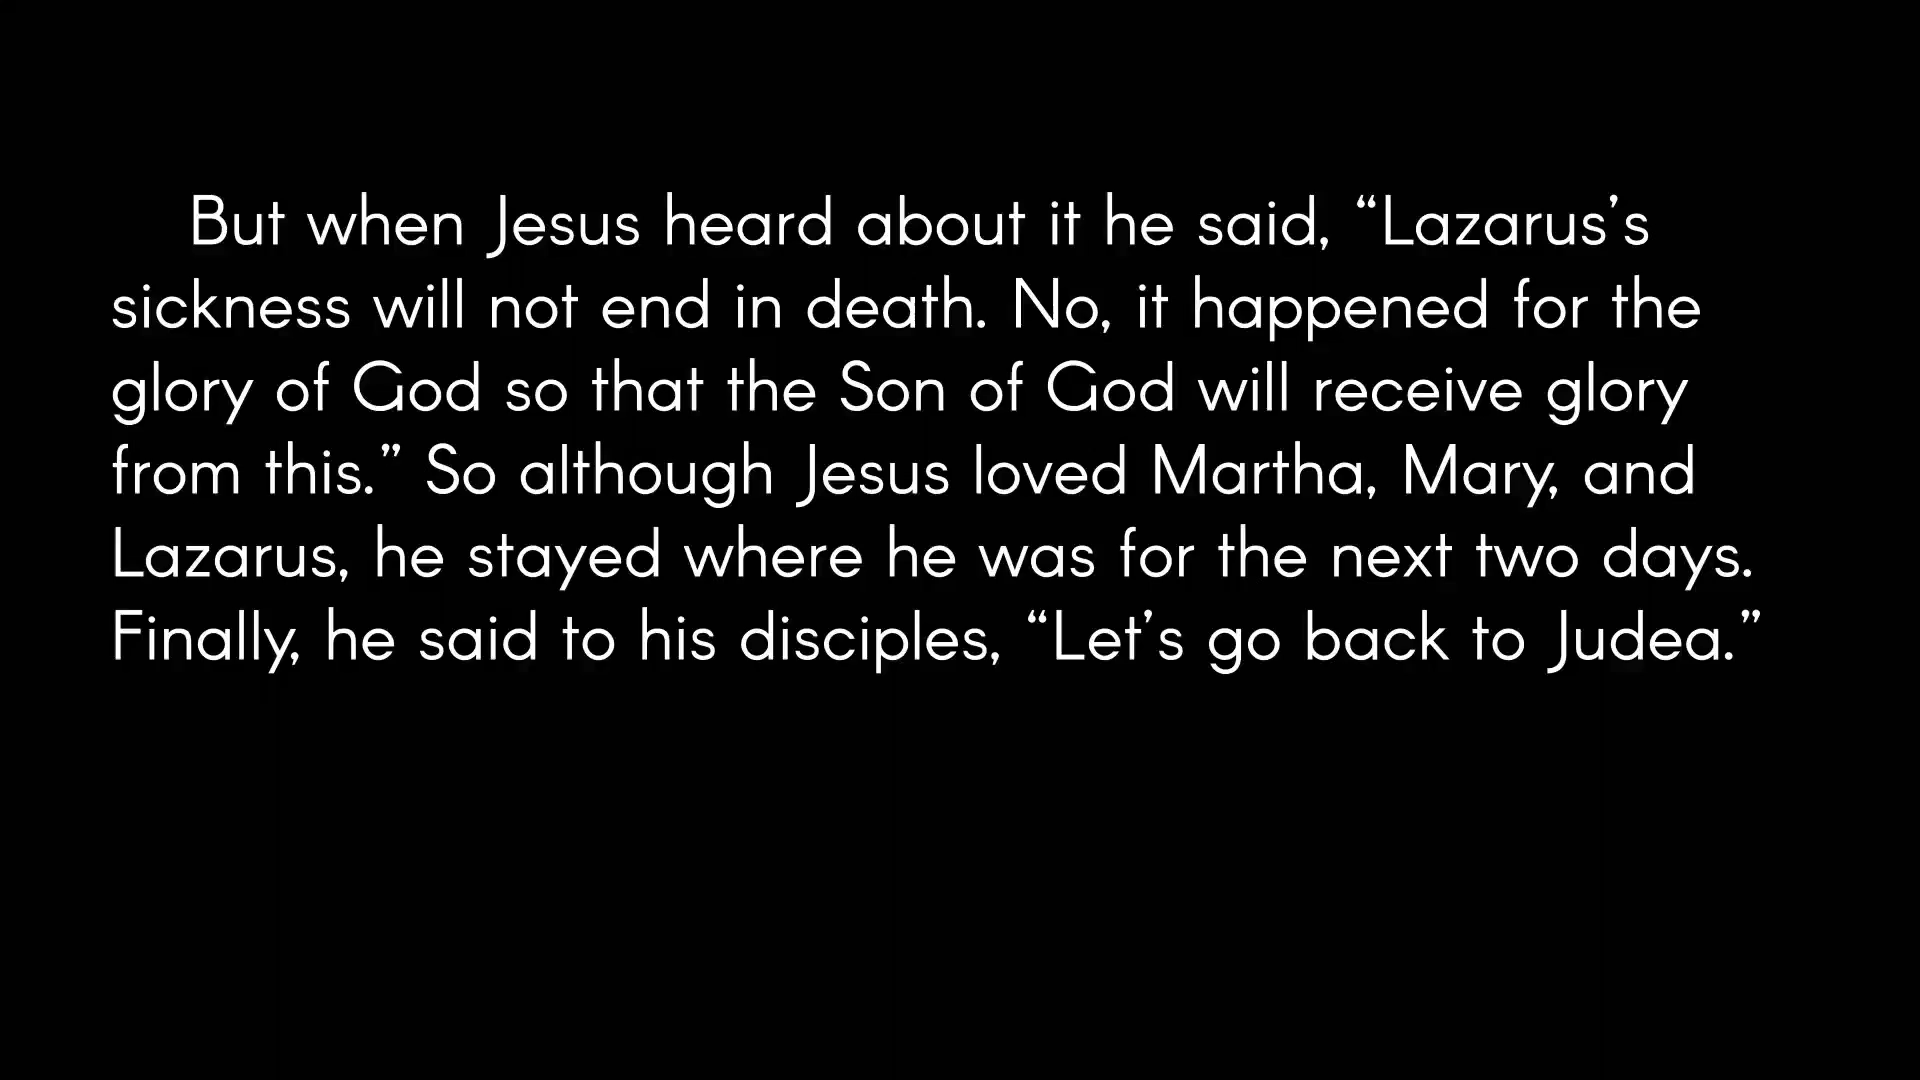 But when Jesus heard about it he said, “Lazarus’s
sickness will not end in death. No, it happened for the
glory of God so that the Son of God will receive glory
from this.” So although Jesus loved Martha, Mary, and
Lazarus, he stayed where he was for the next two days.
Finally, he said to his disciples, “Let’s go back to Judea.”